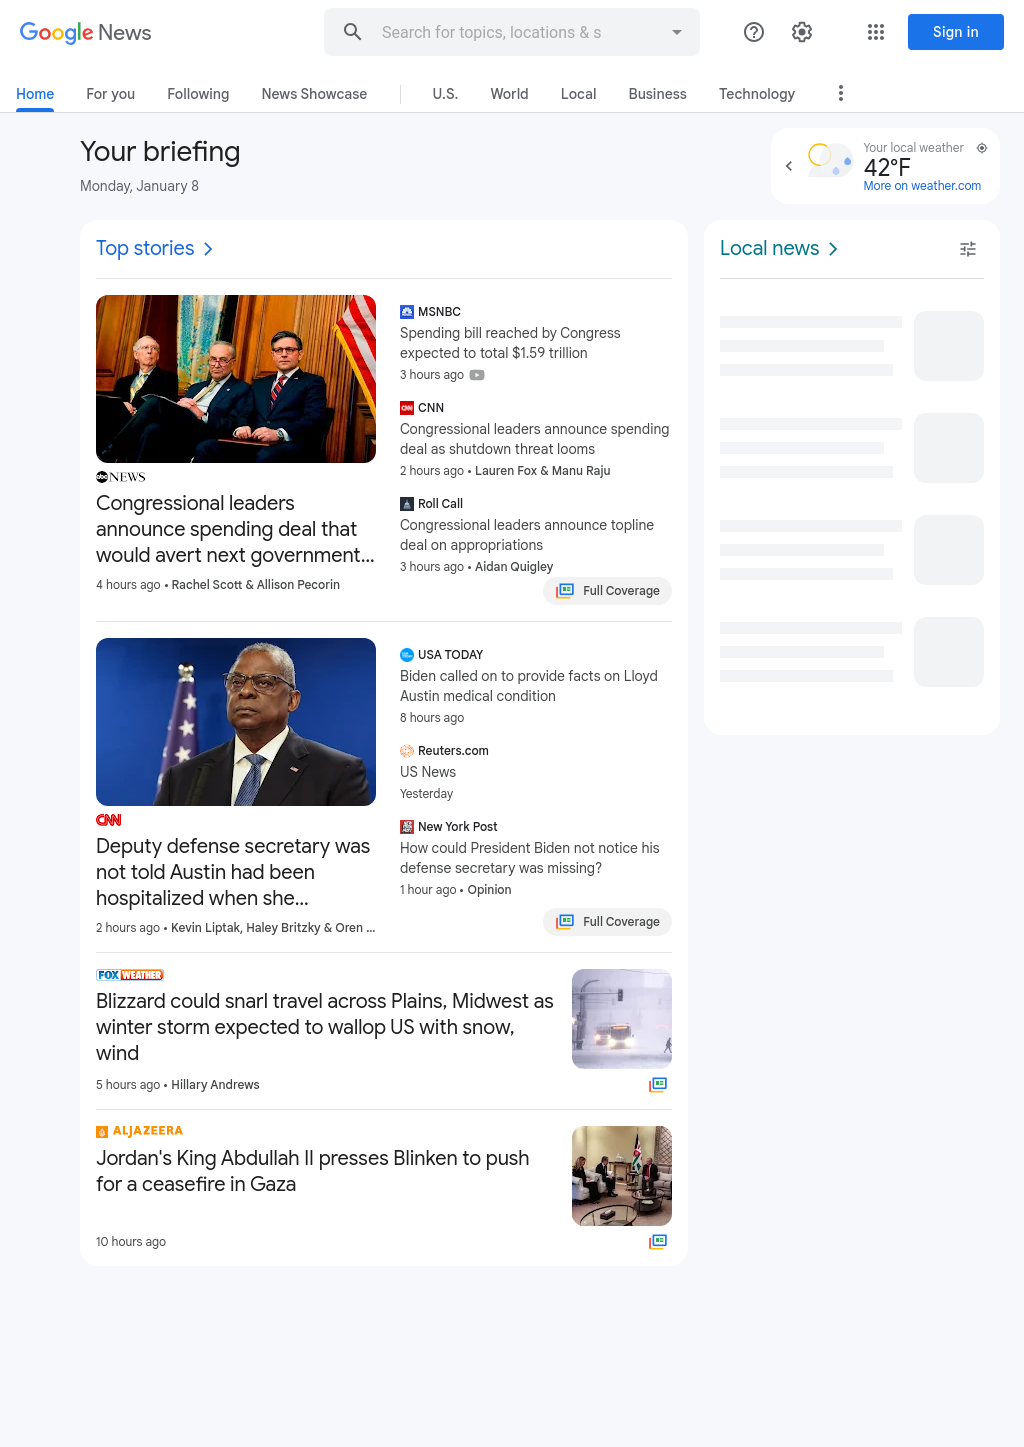 Google News
Search for topics, locations & s
Sign in
Home
For you
Following
News Showcase
U.S.
World
Local
Business
Technology
Your briefing
Monday, January 8
Your local weather
42°F
More on weather.com
Top stories
abc NEWS
Congressional leaders
announce spending deal that
would avert next government...
4 hours ago • Rachel Scott & Allison Pecorin
MSNBC
Spending bill reached by Congress
expected to total $1.59 trillion
3 hours ago
CNN
Congressional leaders announce spending
deal as shutdown threat looms
2 hours ago • Lauren Fox & Manu Raju
Roll Call
Congressional leaders announce topline
deal on appropriations
3 hours ago • Aidan Quigley
Full Coverage
CNN
Deputy defense secretary was
not told Austin had been
hospitalized when she...
2 hours ago • Kevin Liptak, Haley Britzky & Oren ...
USA TODAY
Biden called on to provide facts on Lloyd
Austin medical condition
8 hours ago
Reuters.com
US News
Yesterday
New York Post
How could President Biden not notice his
defense secretary was missing?
1 hour ago • Opinion
Full Coverage
FOX WEATHER
Blizzard could snarl travel across Plains, Midwest as
winter storm expected to wallop US with snow,
wind
5 hours ago • Hillary Andrews
ALJAZEERA
Jordan's King Abdullah II presses Blinken to push
for a ceasefire in Gaza
10 hours ago
Local news